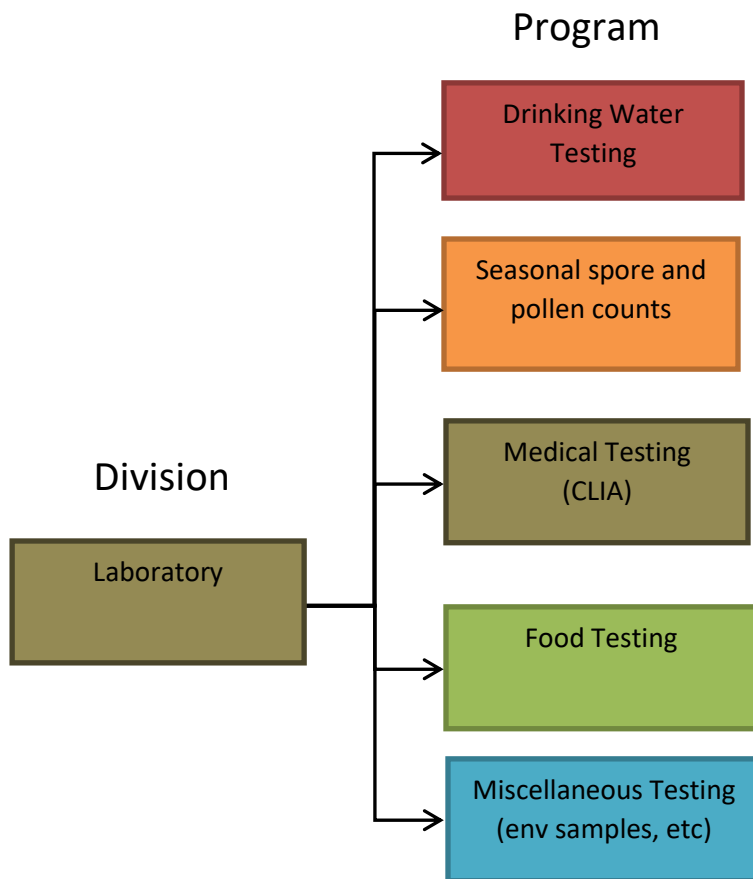 Program
Drinking Water
Testing
Seasonal spore and
pollen counts
Medical Testing
(CLIA)
Division
Laboratory
Food Testing
Miscellaneous Testing
(env samples, etc)